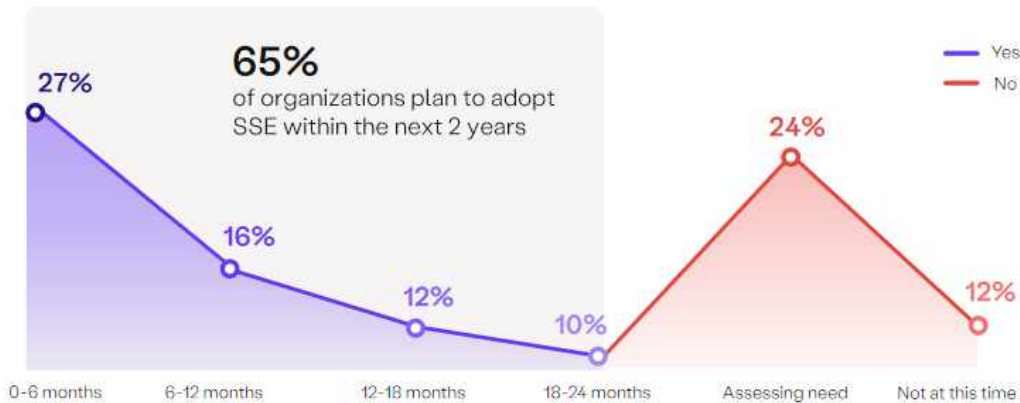 65%
of organizations plan to adopt
SSE within the next 2 years
Yes
No
27%
16%
12%
10%
24%
12%
0-6 months
6-12 months
12-18 months
18-24 months
Assessing need
Not at this time